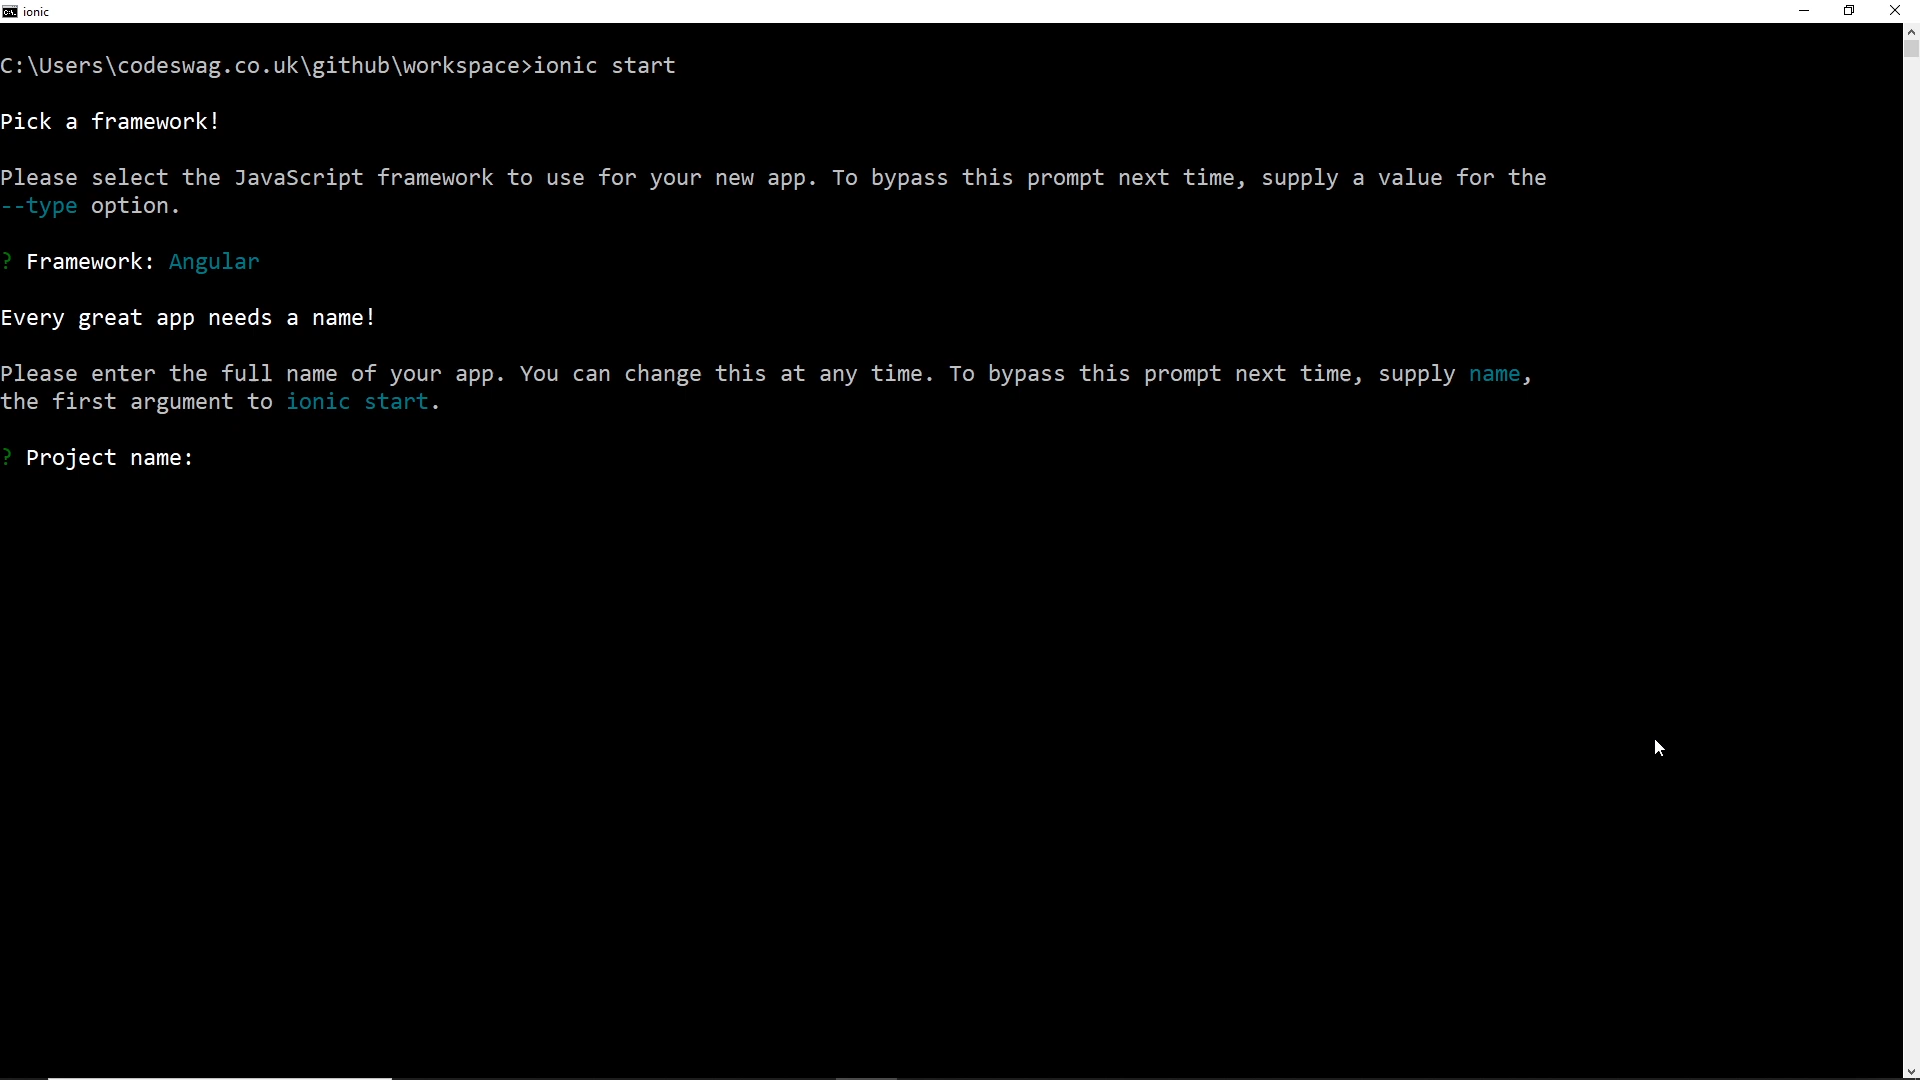 ionic
C:\Users\codeswag.co.uk\github\workspace>ionic start
Pick a framework!
Please select the JavaScript framework to use for your new app. To bypass this prompt next time, supply a value for the
--type option.
? Framework: Angular
Every great app needs a name!
Please enter the full name of your app. You can change this at any time. To bypass this prompt next time, supply name,
the first argument to ionic start.
? Project name: